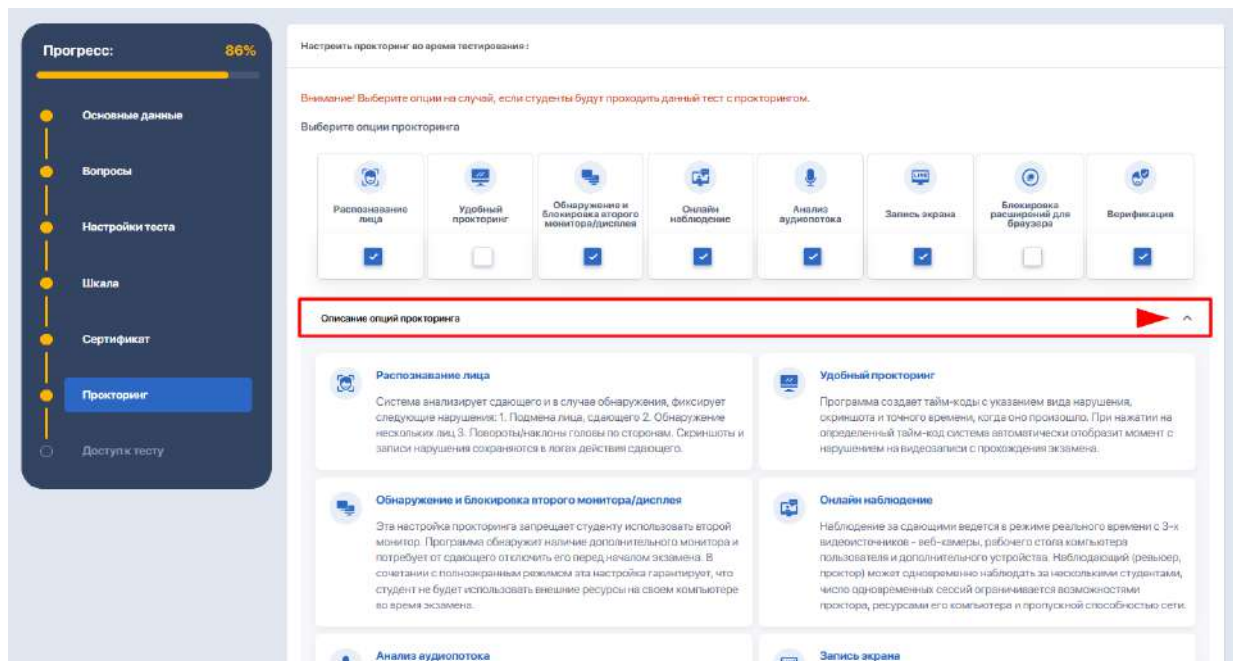 Прогресс: 86%
Основные данные
Вопросы
Настройки теста
Шкала
Сертификат
Прокторинг
Доступ к тесту
Настроить прокторинг во время тестирования :
Внимание! Выберите опции на случай, если студенты будут проходить данный тест с прокторингом.
Выберите опции прокторинга
Распознавание
лица
Удобный
прокторинг
Обнаружение и
блокировка второго
монитора/дисплея
Онлайн
наблюдение
Анализ
аудиопотока
LIVE
Запись экрана
Блокировка
расширений для
браузера
Верификация
Описание опций прокторинга
Распознавание лица
Система анализирует сдающего и в случае обнаружения, фиксирует
следующие нарушения: 1. Подмена лица, сдающего 2. Обнаружение
нескольких лиц 3. Повороты/наклоны головы по сторонам. Скриншоты и
записи нарушения сохраняются в логах действия сдающего.
Удобный прокторинг
Программа создает тайм-коды с указанием вида нарушения,
скриншота и точного времени, когда оно произошло. При нажатии на
определенный тайм-код система автоматически отобразит момент с
нарушением на видеозаписи с прохождения экзамена.
Обнаружение и блокировка второго монитора/дисплея
Эта настройка прокторинга запрещает студенту использовать второй
монитор. Программа обнаружит наличие дополнительного монитора и
потребует от сдающего отключить его перед началом экзамена. В
сочетании с полноэкранным режимом эта настройка гарантирует, что
студент не будет использовать внешние ресурсы на своем компьютере
во время экзамена.
Онлайн наблюдение
Наблюдение за сдающими ведется в режиме реального времени с 3-х
видеоисточников - веб-камеры, рабочего стола компьютера
пользователя и дополнительного устройства. Наблюдающий (ревьюер,
проктор) может одновременно наблюдать за несколькими студентами,
число одновременных сессий ограничивается возможностями
проктора, ресурсами его компьютера и пропускной способностью сети.
Анализ аудиопотока
Запись экрана